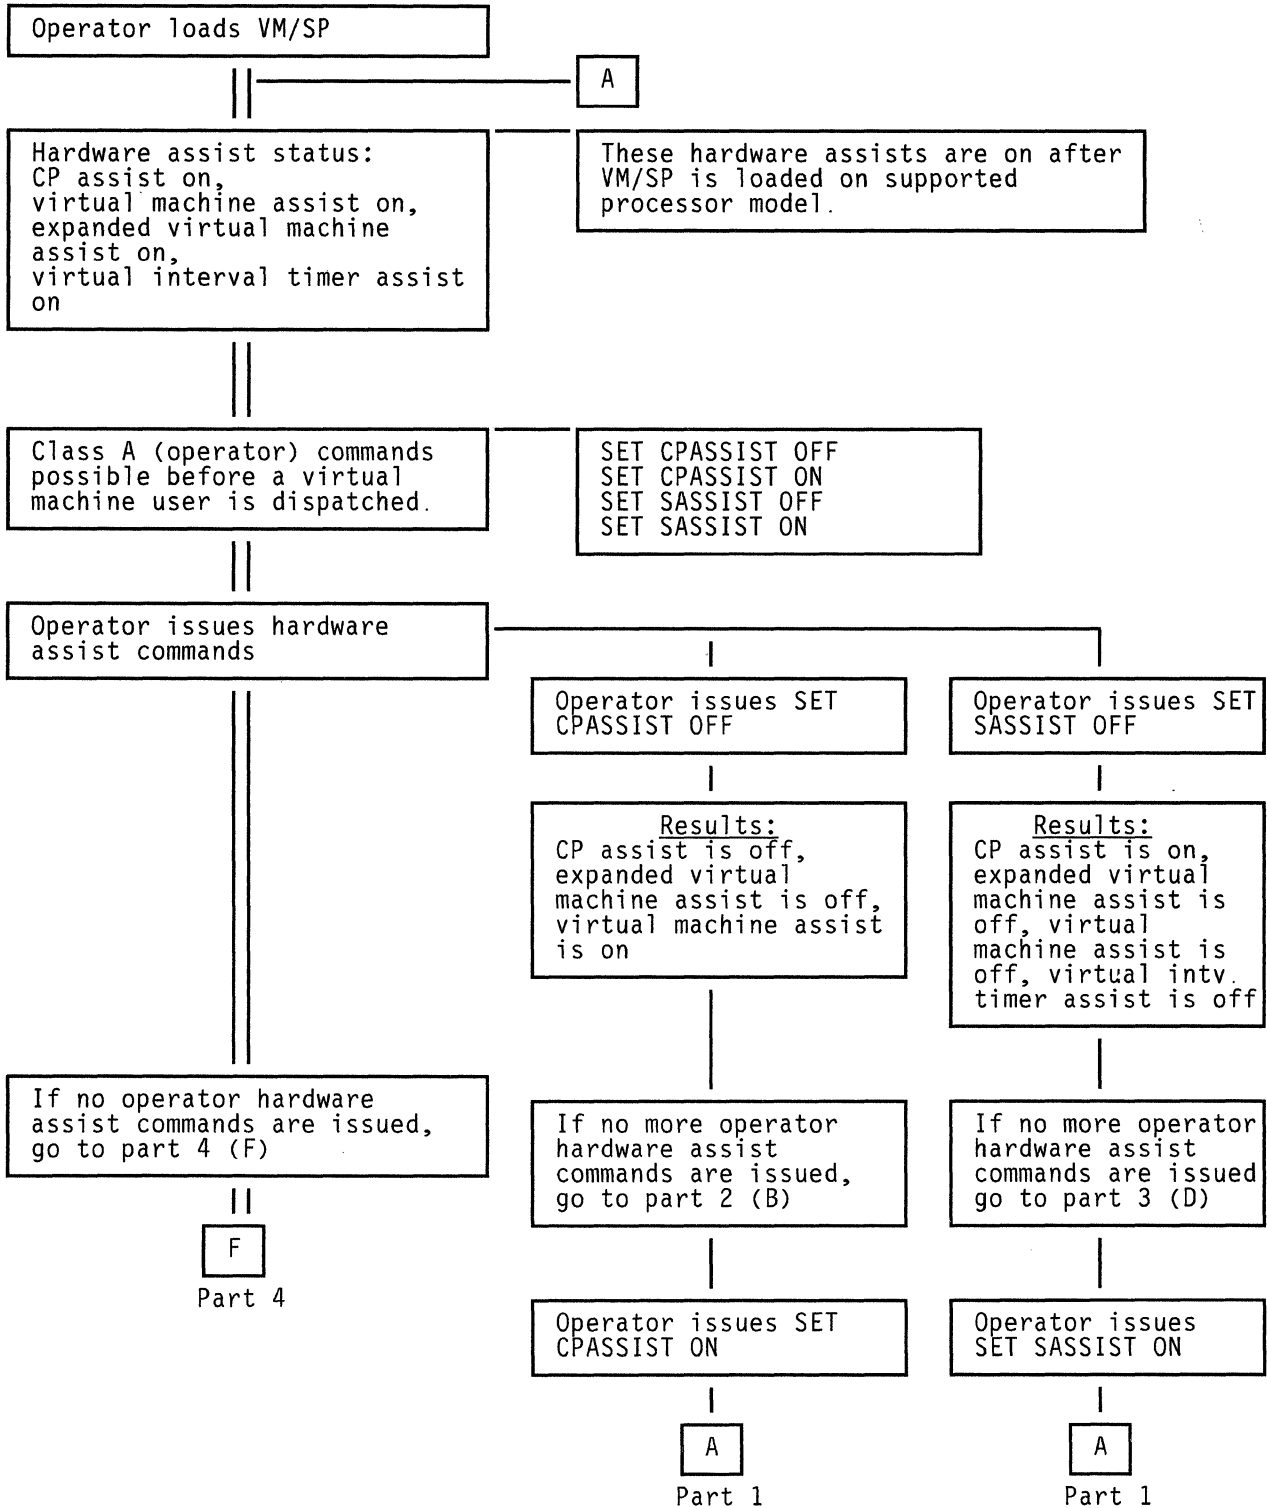 Operator loads VM/SP
A
Hardware assist status:
CP assist on,
virtual machine assist on,
expanded virtual machine
assist on,
virtual interval timer assist
on
These hardware assists are on after
VM/SP is loaded on supported
processor model.
Class A (operator) commands
possible before a virtual
machine user is dispatched.
SET CPASSIST OFF
SET CPASSIST ON
SET SASSIST OFF
SET SASSIST ON
Operator issues hardware
assist commands
Operator issues SET
CPASSIST OFF
Operator issues SET
SASSIST OFF
Results:
CP assist is off,
expanded virtual
machine assist is off,
virtual machine assist
is on
Results:
CP assist is on,
expanded virtual
machine assist is
off, virtual
machine assist is
off, virtual intv.
timer assist is off
If no operator hardware
assist commands are issued,
go to part 4 (F)
If no more operator
hardware assist
commands are issued,
go to part 2 (B)
If no more operator
hardware assist
commands are issued
go to part 3 (D)
F
Part 4
Operator issues SET
CPASSIST ON
Operator issues
SET SASSIST ON
A
Part 1
A
Part 1